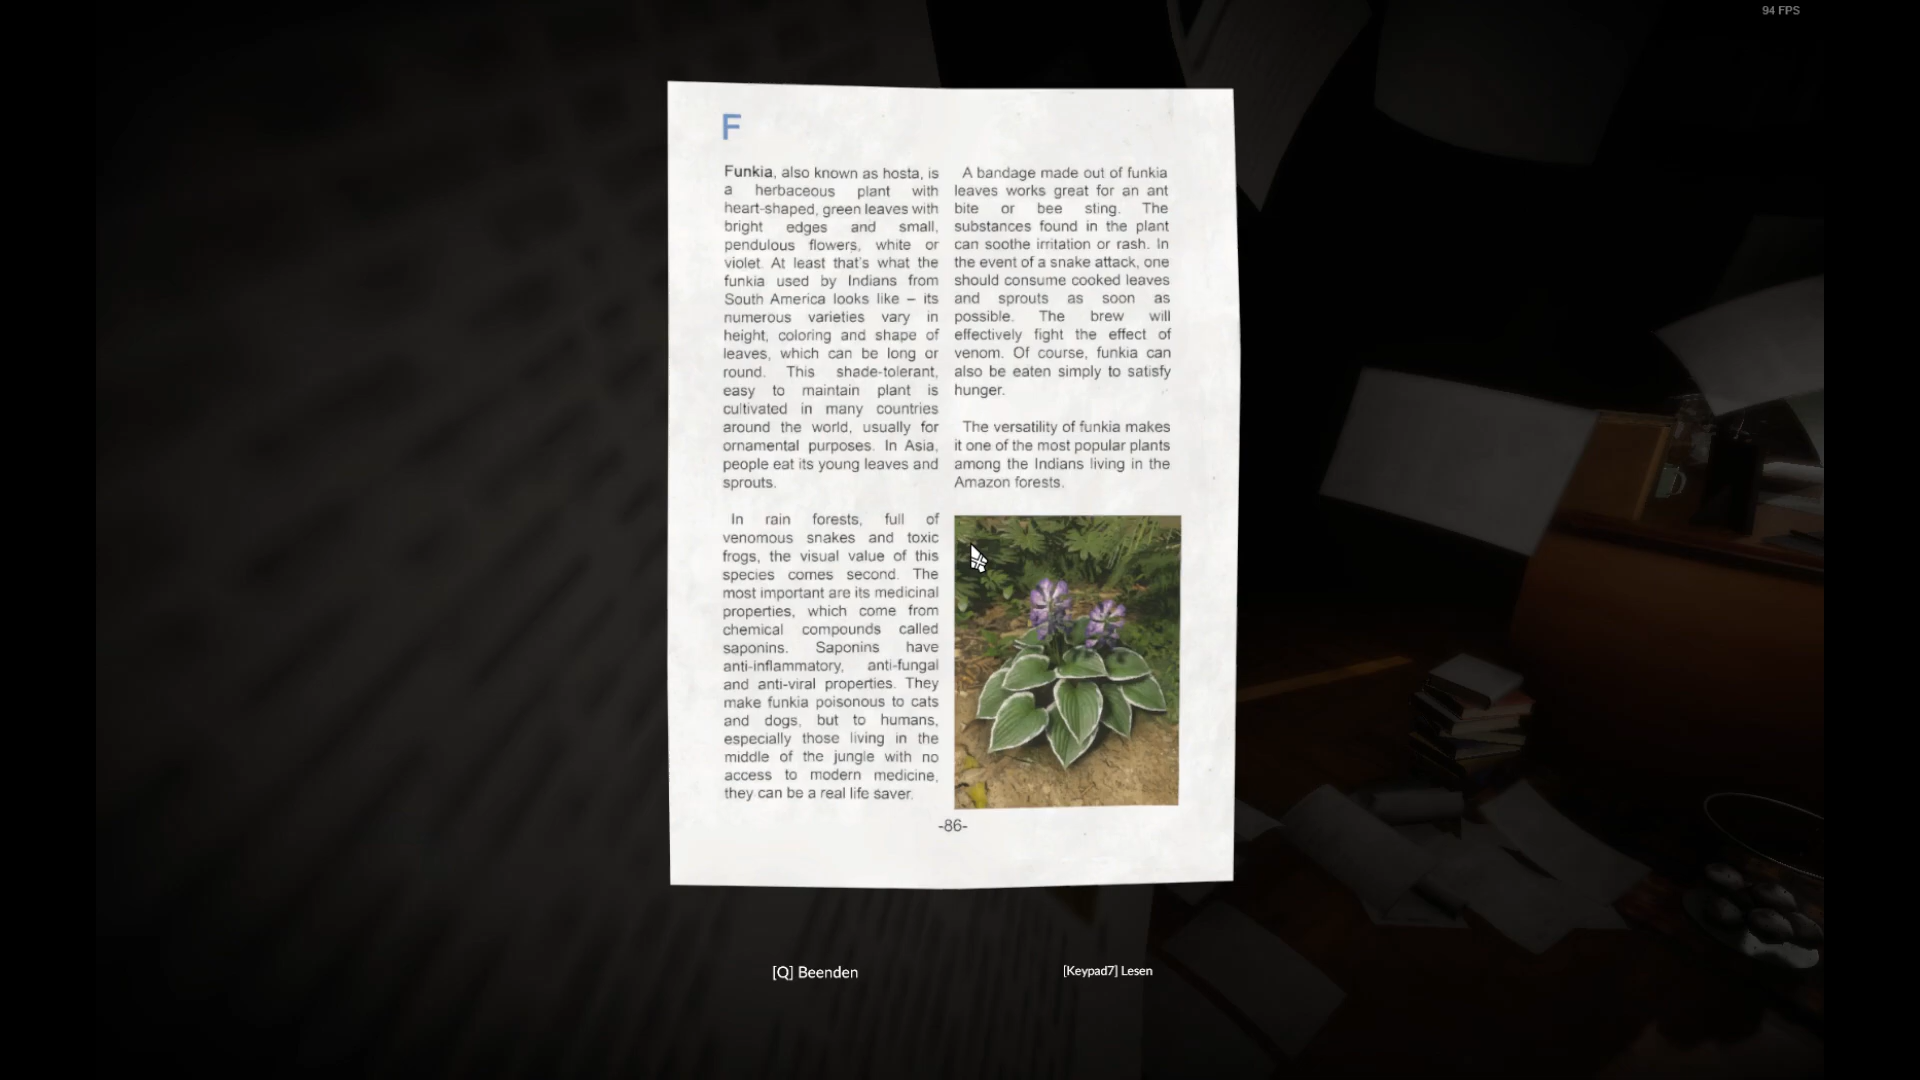 94 FPS
F
Funkia, also known as hosta, is
a herbaceous plant with
heart-shaped, green leaves with
bright edges and small,
pendulous flowers, white or
violet. At least that's what the
funkia used by Indians from
South America looks like – its
numerous varieties vary in
height, coloring and shape of
leaves, which can be long or
round. This shade-tolerant,
easy to maintain plant is
cultivated in many countries
around the world, usually for
ornamental purposes. In Asia,
people eat its young leaves and
sprouts.
In rain forests, full of
venomous snakes and toxic
frogs, the visual value of this
species comes second. The
most important are its medicinal
properties, which come from
chemical compounds called
saponins. Saponins have
anti-inflammatory, anti-fungal
and anti-viral properties. They
make funkia poisonous to cats
and dogs, but to humans,
especially those living in the
middle of the jungle with no
access to modern medicine,
they can be a real life saver.
A bandage made out of funkia
leaves works great for an ant
bite or bee sting. The
substances found in the plant
can soothe irritation or rash. In
the event of a snake attack, one
should consume cooked leaves
and sprouts as soon as
possible. The brew will
effectively fight the effect of
venom. Of course, funkia can
also be eaten simply to satisfy
hunger.
The versatility of funkia makes
it one of the most popular plants
among the Indians living in the
Amazon forests.
-86-
[Q] Beenden
[Keypad7] Lesen